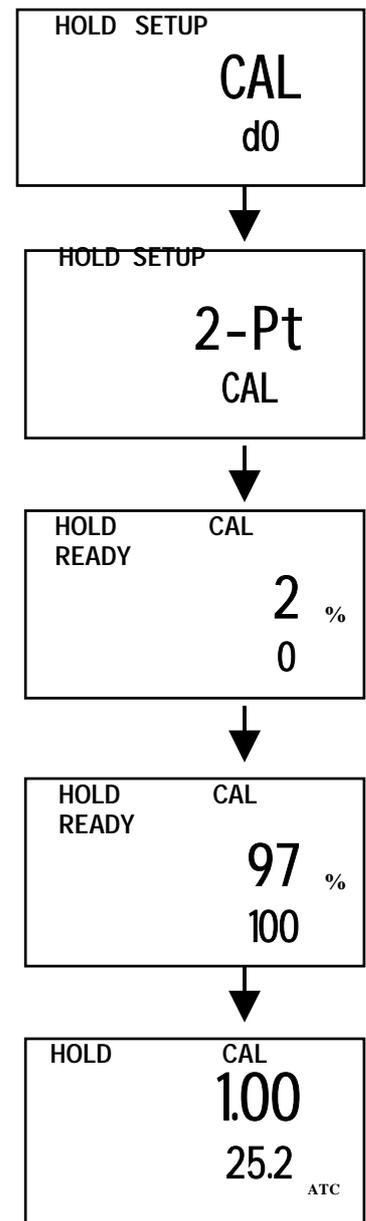 HOLD SETUP
CAL
d0
HOLD SETUP
2-Pt
CAL
HOLD CAL
READY
2 %
0
HOLD CAL
READY
97 %
100
HOLD CAL
1.00
25.2 ATC